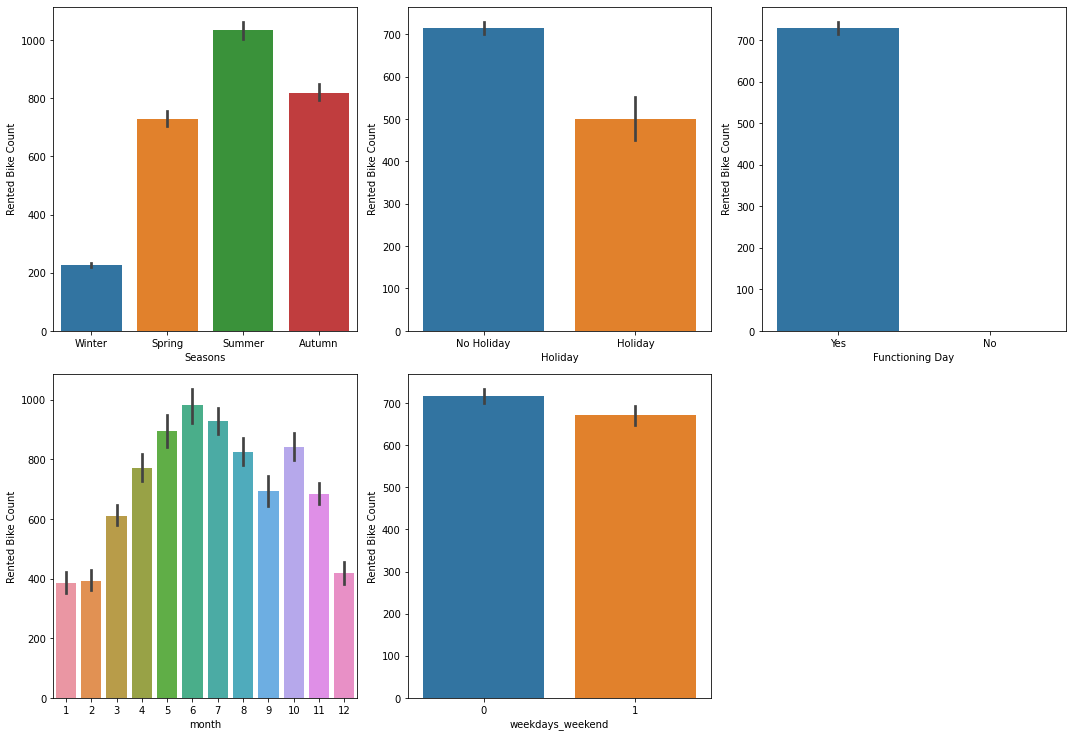 1000
800
600
400
200
0
Rented Bike Count
Winter Spring Summer Autumn
Seasons
700
600
500
400
300
200
100
0
Rented Bike Count
No Holiday Holiday
Holiday
700
600
500
400
300
200
100
0
Rented Bike Count
Yes No
Functioning Day
1000
800
600
400
200
0
Rented Bike Count
1 2 3 4 5 6 7 8 9 10 11 12
month
700
600
500
400
300
200
100
0
Rented Bike Count
0 1
weekdays_weekend